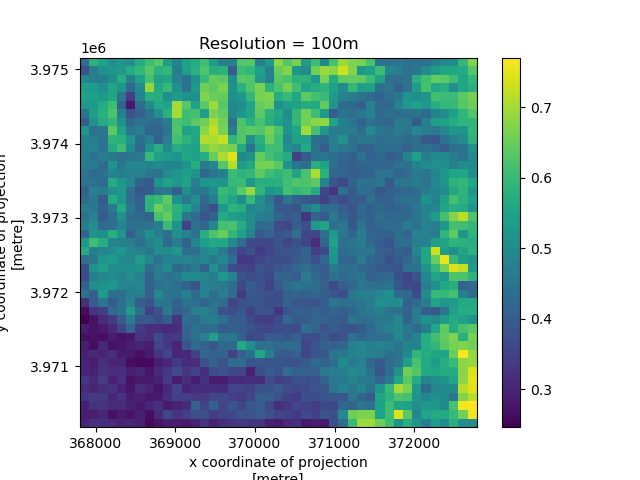 Resolution = 100m
1e6
3.975
3.974
3.973
3.972
3.971
y coordinate of projection
[metre]
368000 369000 370000 371000 372000
x coordinate of projection
[metre]
0.7
0.6
0.5
0.4
0.3